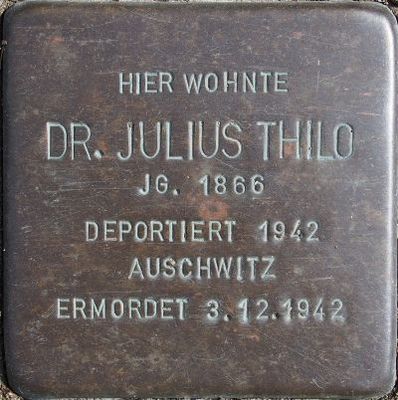 HIER WOHNTE
DR. JULIUS THILO
JG. 1866
DEPORTIERT 1942
AUSCHWITZ
ERMORDET 3.12.1942